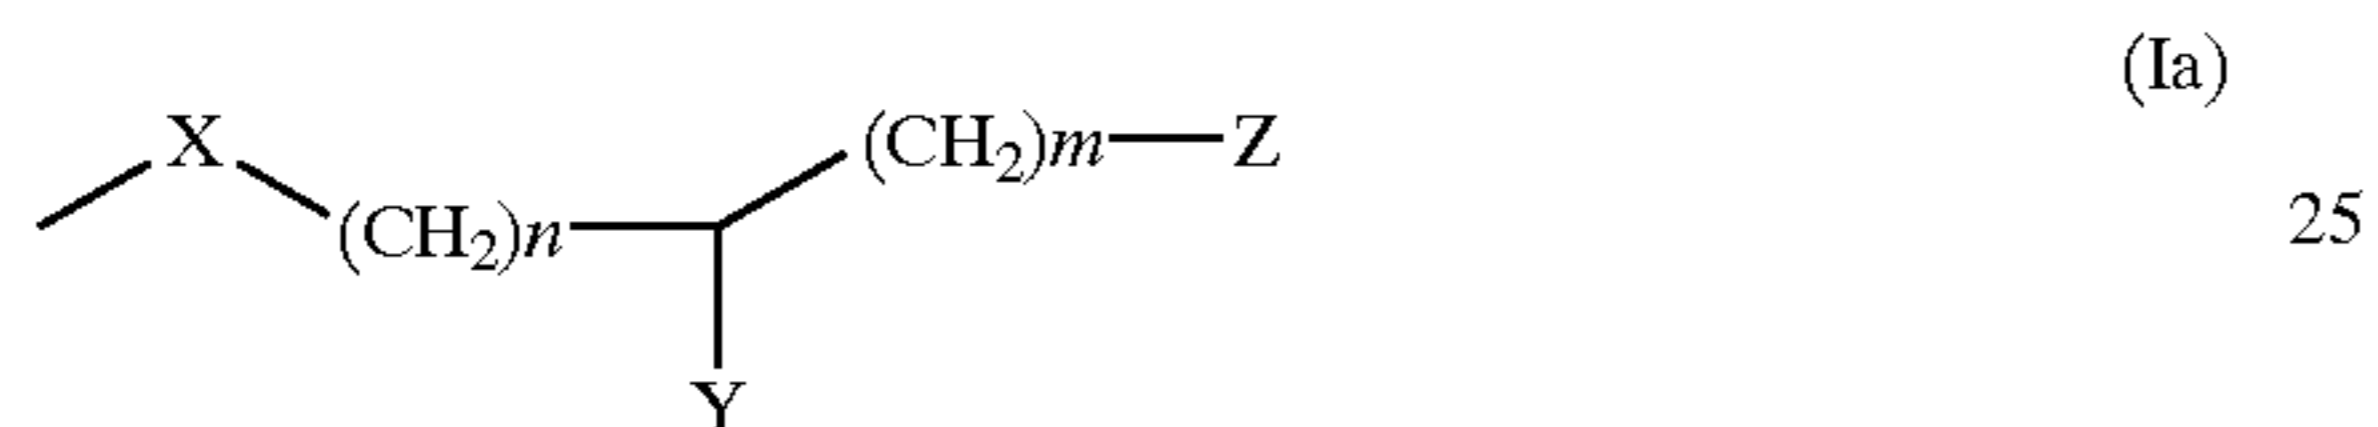 (Ia)
X
(CH₂)m—Z
(CH₂)n
25
Y